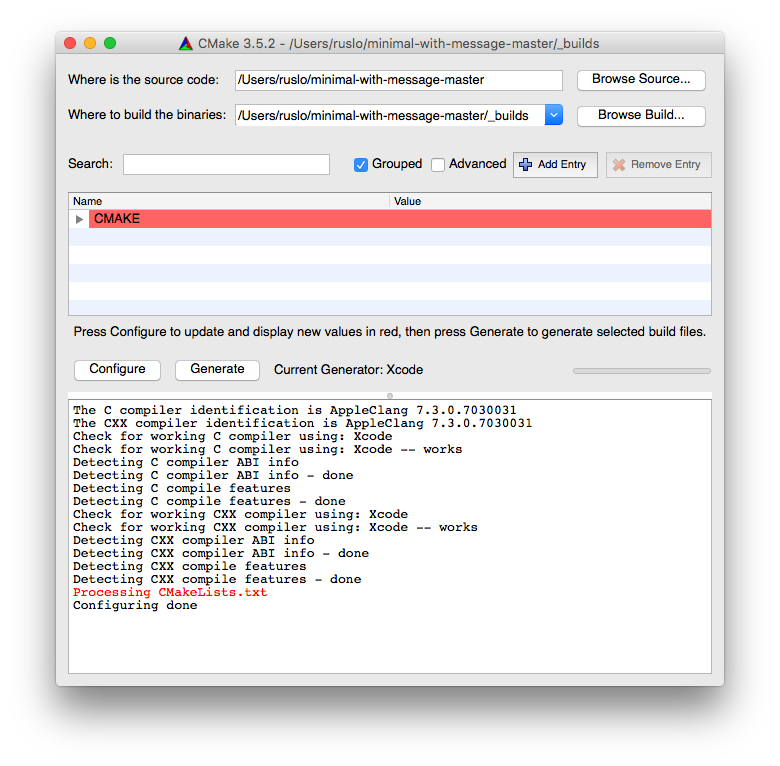 CMake 3.5.2 - /Users/ruslo/minimal-with-message-master/_builds
Where is the source code: /Users/ruslo/minimal-with-message-master Browse Source...
Where to build the binaries: /Users/ruslo/minimal-with-message-master/_builds Browse Build...
Search: Grouped Advanced Add Entry Remove Entry
Name Value
CMAKE
Press Configure to update and display new values in red, then press Generate to generate selected build files.
Configure Generate Current Generator: Xcode
The C compiler identification is AppleClang 7.3.0.7030031
The CXX compiler identification is AppleClang 7.3.0.7030031
Check for working C compiler using: Xcode
Check for working C compiler using: Xcode -- works
Detecting C compiler ABI info
Detecting C compiler ABI info - done
Detecting C compile features
Detecting C compile features - done
Check for working CXX compiler using: Xcode
Check for working CXX compiler using: Xcode -- works
Detecting CXX compiler ABI info
Detecting CXX compiler ABI info - done
Detecting CXX compile features
Detecting CXX compile features - done
Processing CMakeLists.txt
Configuring done